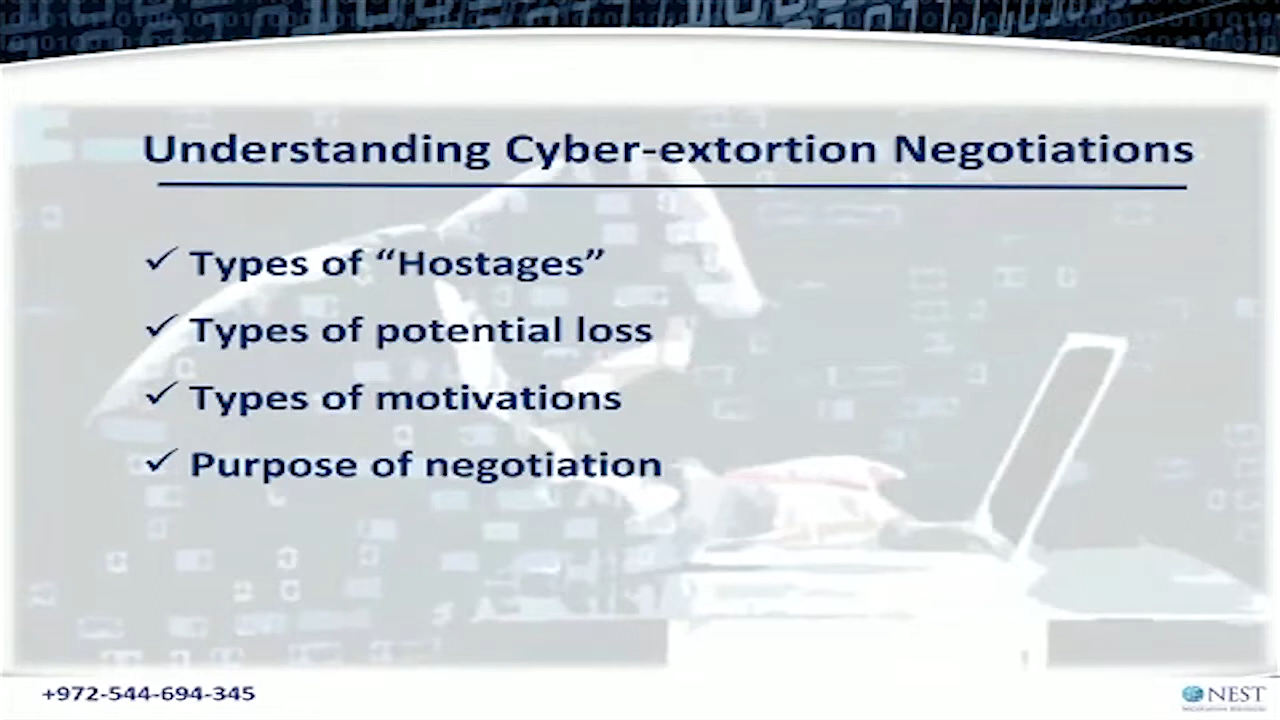 Understanding Cyber-extortion Negotiations
✓ Types of “Hostages”
✓ Types of potential loss
✓ Types of motivations
✓ Purpose of negotiation
+972-544-694-345
NEST